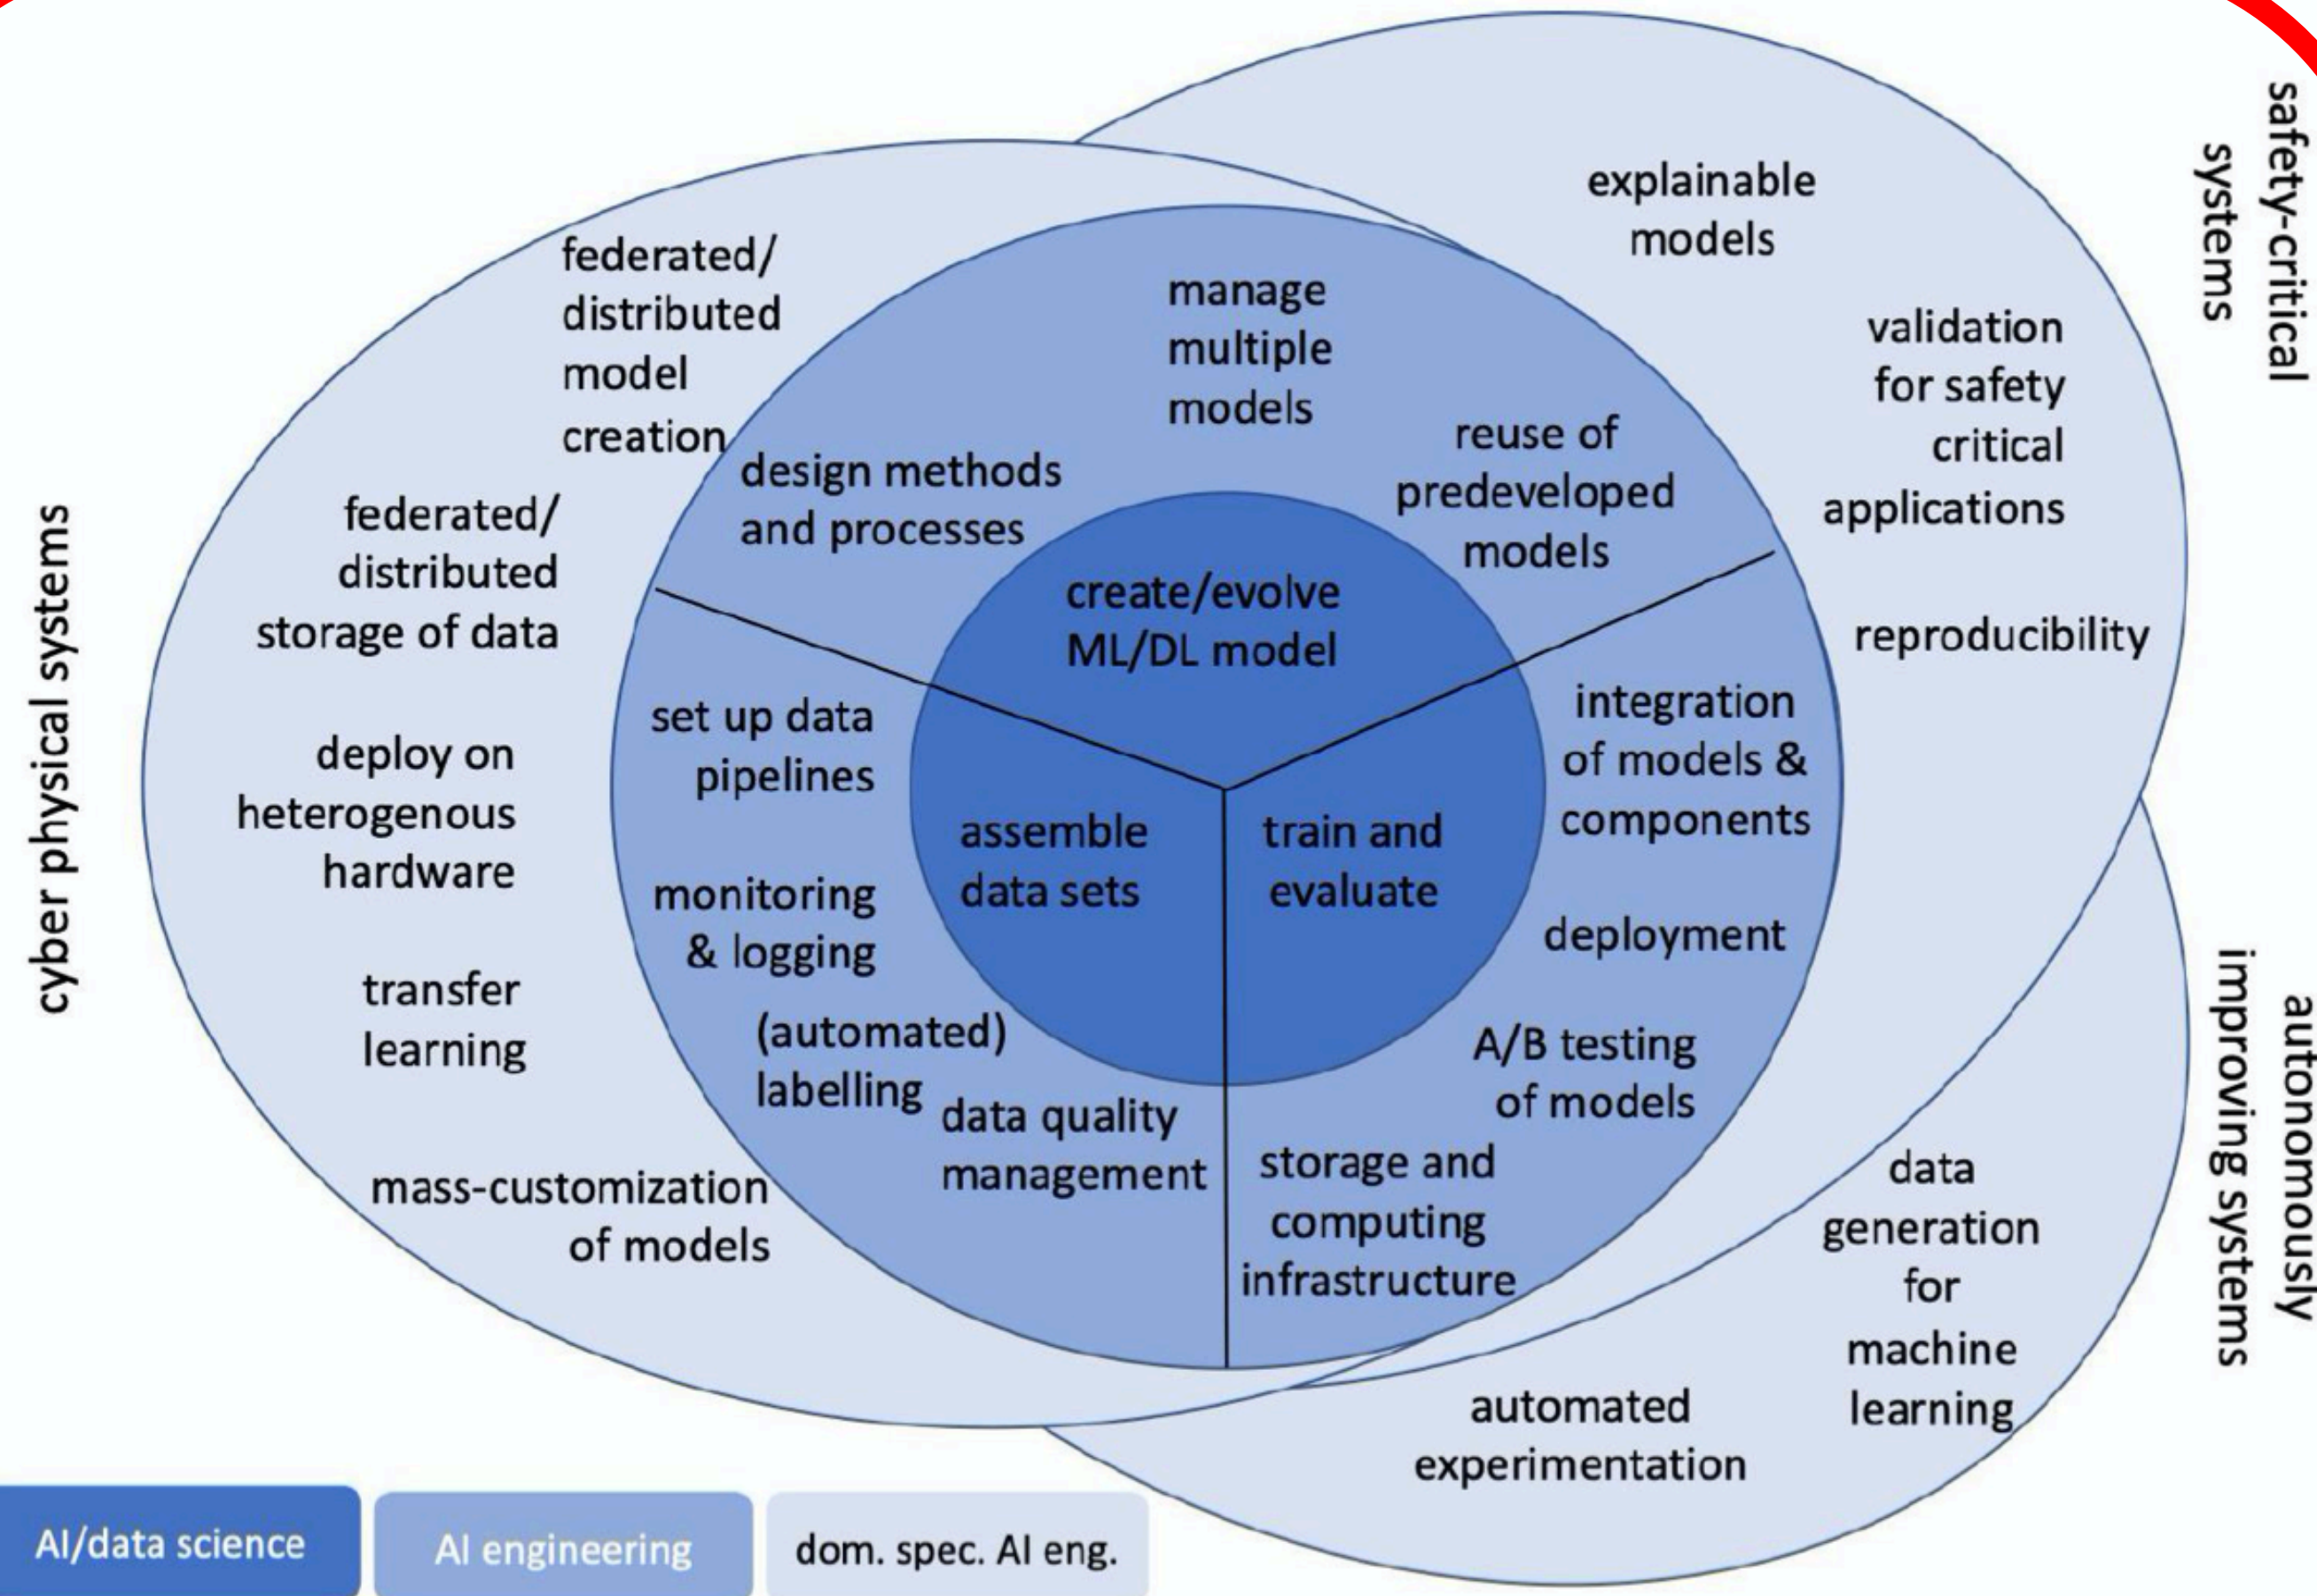 cyber physical systems
federated/
distributed
model
creation
federated/
distributed
storage of data
deploy on
heterogenous
hardware
transfer
learning
mass-customization
of models
manage
multiple
models
design methods
and processes
reuse of
predeveloped
models
create/evolve
ML/DL model
set up data
pipelines
monitoring
& logging
(automated)
labelling
data quality
management
assemble
data sets
train and
evaluate
integration
of models &
components
deployment
A/B testing
of models
storage and
computing
infrastructure
explainable
models
validation
for safety
critical
applications
reproducibility
safety-critical
systems
data
generation
for
machine
learning
automated
experimentation
autonomously
improving systems
AI/data science
AI engineering
dom. spec. AI eng.